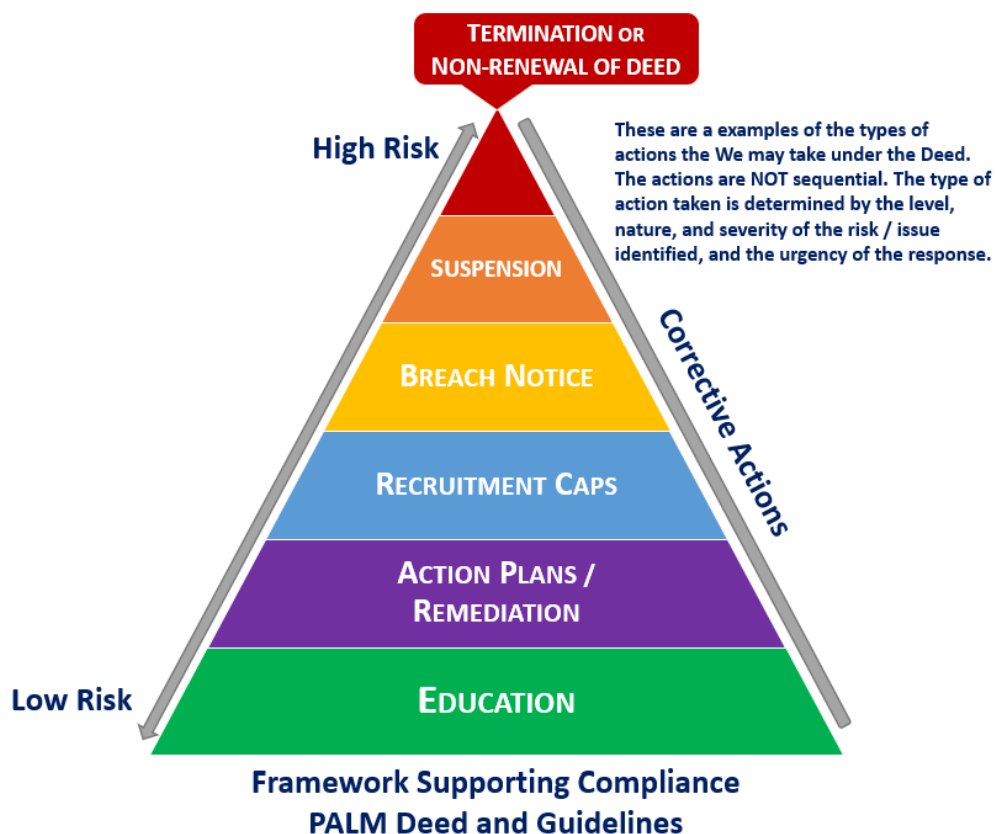 TERMINATION OR
NON-RENEWAL OF DEED
High Risk
These are a examples of the types of
actions the We may take under the Deed.
The actions are NOT sequential. The type of
action taken is determined by the level,
nature, and severity of the risk / issue
identified, and the urgency of the response.
SUSPENSION
Corrective Actions
BREACH NOTICE
RECRUITMENT CAPS
ACTION PLANS /
REMEDIATION
Low Risk
EDUCATION
Framework Supporting Compliance
PALM Deed and Guidelines